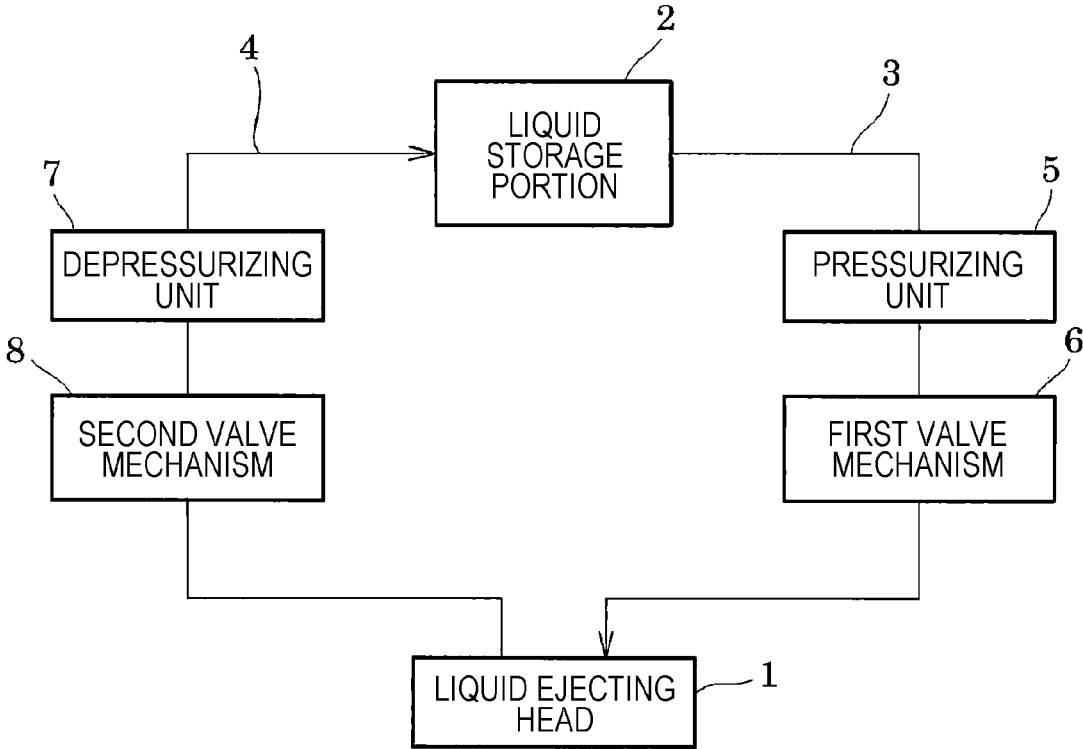 2
4
3
LIQUID
STORAGE
PORTION
7
5
DEPRESSURIZING
UNIT
PRESSURIZING
UNIT
8
6
SECOND VALVE
MECHANISM
FIRST VALVE
MECHANISM
1
LIQUID EJECTING
HEAD